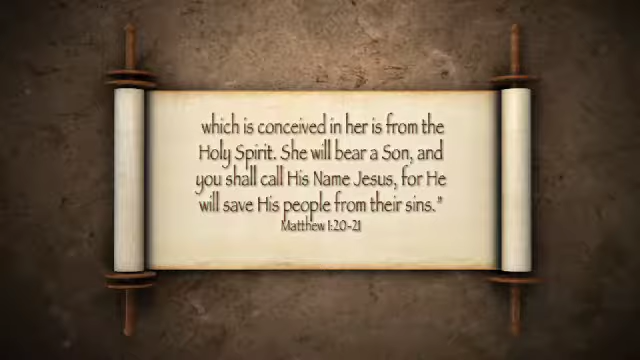 which is conceived in her is from the
Holy Spirit. She will bear a Son, and
you shall call His Name Jesus, for He
will save His people from their sins."
Matthew 1:20-21